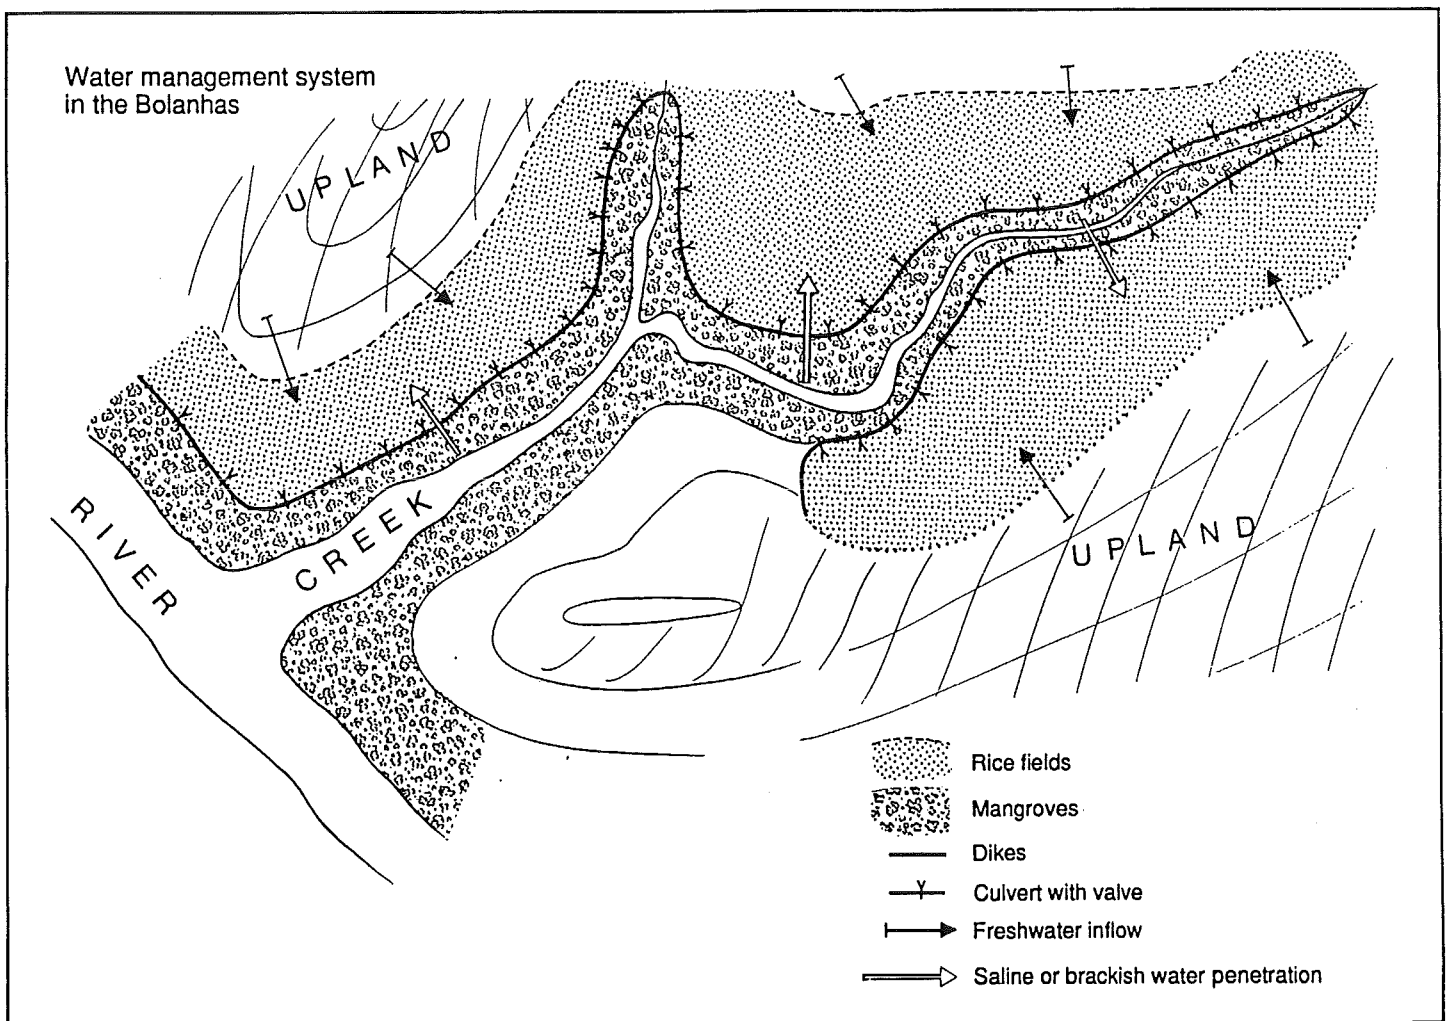 Water management system
in the Bolanhas
UPLAND
RIVER
CREEK
UPLAND
Rice fields
Mangroves
Dikes
Culvert with valve
Freshwater inflow
Saline or brackish water penetration